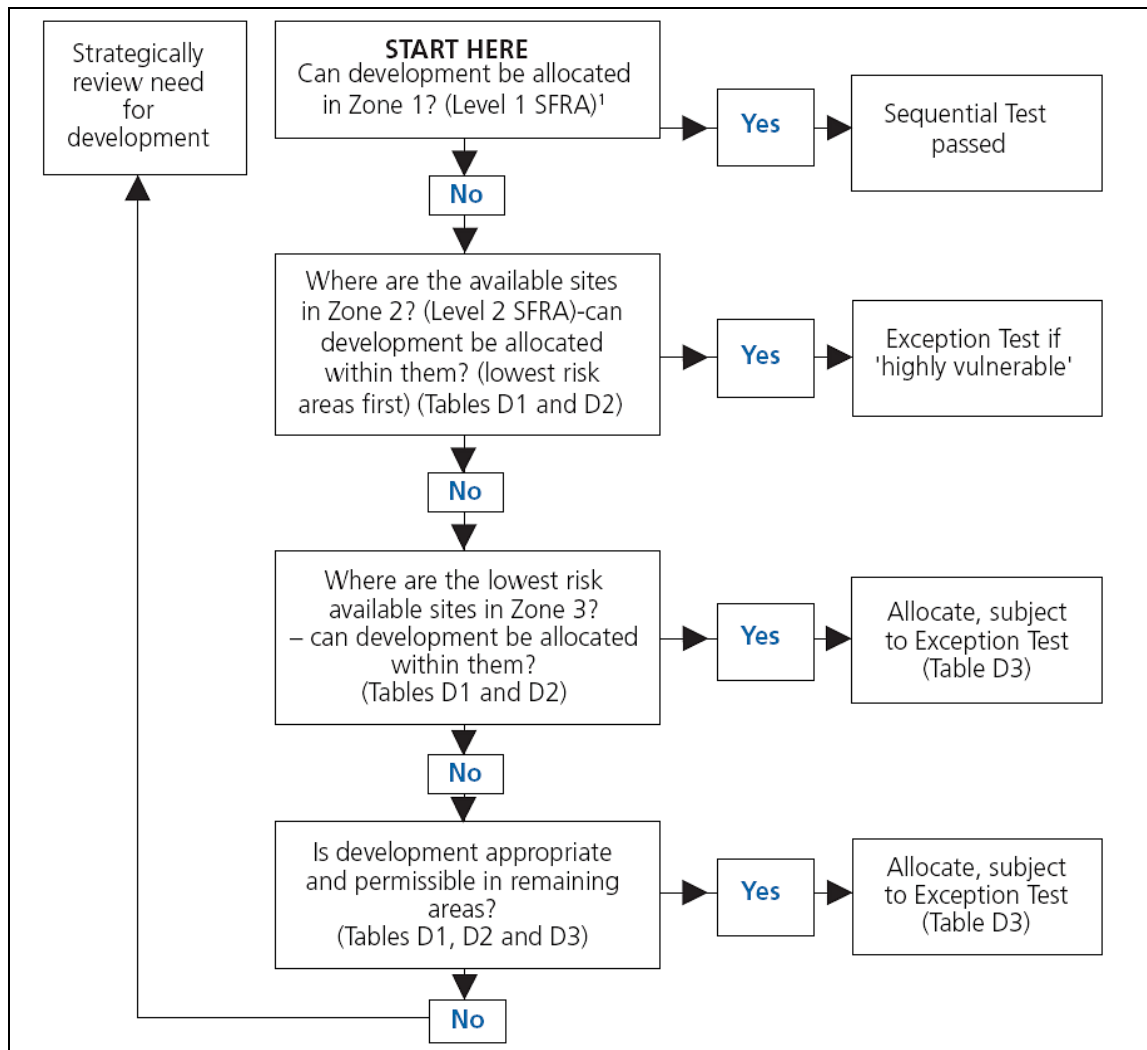 Strategically
review need
for
development
START HERE
Can development be allocated
in Zone 1? (Level 1 SFRA)¹
Yes
Sequential Test
passed
No
Where are the available sites
in Zone 2? (Level 2 SFRA)-can
development be allocated
within them? (lowest risk
areas first) (Tables D1 and D2)
Yes
Exception Test if
'highly vulnerable'
No
Where are the lowest risk
available sites in Zone 3?
– can development be allocated
within them?
(Tables D1 and D2)
Yes
Allocate, subject
to Exception Test
(Table D3)
No
Is development appropriate
and permissible in remaining
areas?
(Tables D1, D2 and D3)
Yes
Allocate, subject
to Exception Test
(Table D3)
No